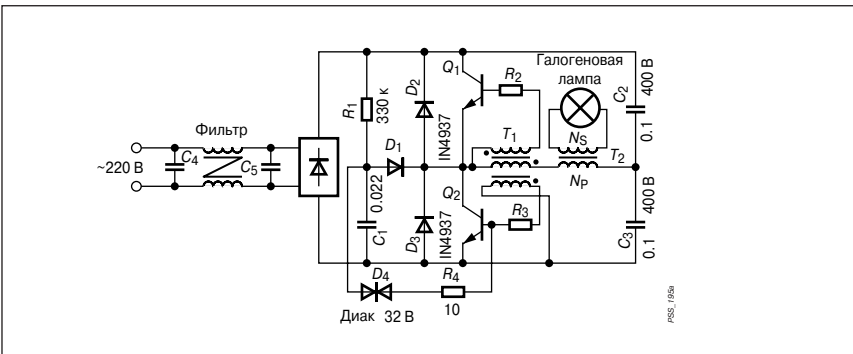 Фильтр
~220 В
C4
C5
R1
330 к
D1
0.022
C1
D2
IN4937
D3
IN4937
Q1
R2
Q2
T1
R3
Галогеновая
лампа
NS
T2
NP
C2
400 В
0.1
400 В
C3
0.1
D4
Диак 32 В
R4
10
PSS_195a